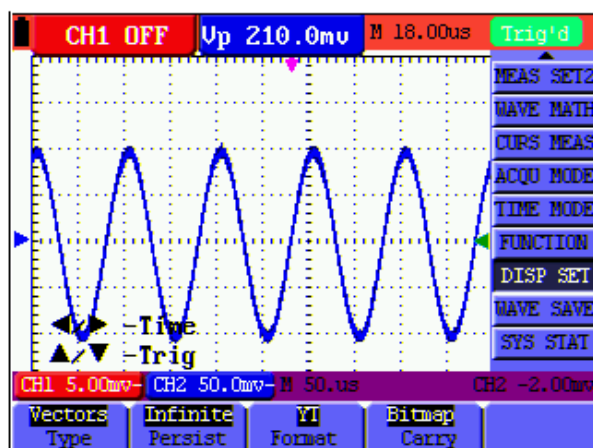 CH1 OFF Vp 210.0mv M 18.00us Trig'd
MEAS SET2
WAVE MATH
CURS MEAS
ACQU MODE
TIME MODE
FUNCTION
DISP SET
WAVE SAVE
SYS STAT
◀/▶ -Time
▲/▼ -Trig
CH1 5.00mv- CH2 50.0mv- M 50.us CH2 -2.00mv
Vectors Infinite YT Bitmap
Type Persist Format Carry